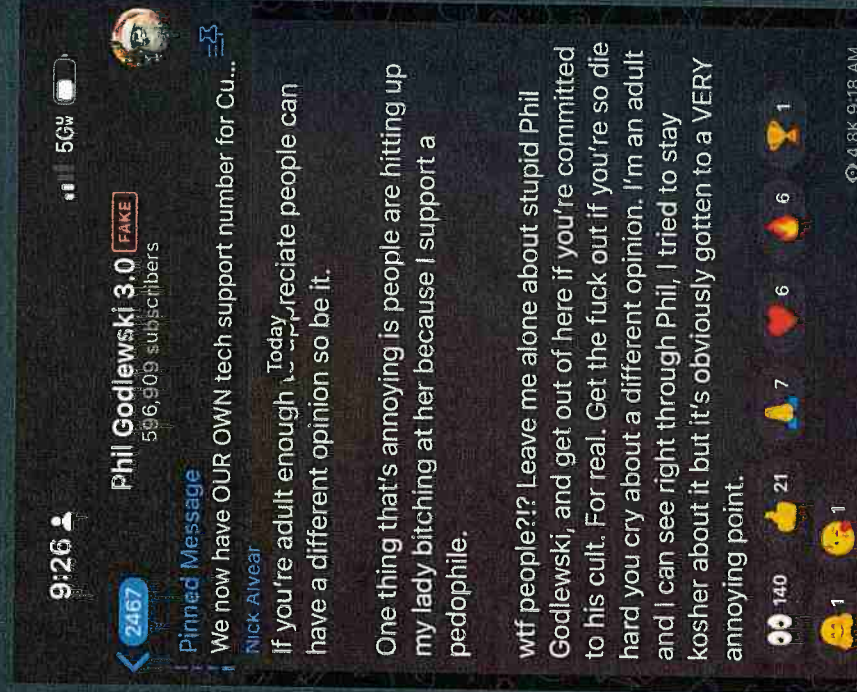 9:26
5Gw
2467
Phil Godlewski 3.0 FAKE
596,909 subscribers
Pinned Message
We now have OUR OWN tech support number for Cu...
Nick Alvear
Today
If you're adult enough to appreciate people can
have a different opinion so be it.
One thing that's annoying is people are hitting up
my lady bitching at her because I support a
pedophile.
wtf people?!? Leave me alone about stupid Phil
Godlewski, and get out of here if you're committed
to his cult. For real. Get the fuck out if you're so die
hard you cry about a different opinion. I'm an adult
and I can see right through Phil, I tried to stay
kosher about it but it's obviously gotten to a VERY
annoying point.
140 21 7 6 6 1
1 1
4.8K 9:18 AM